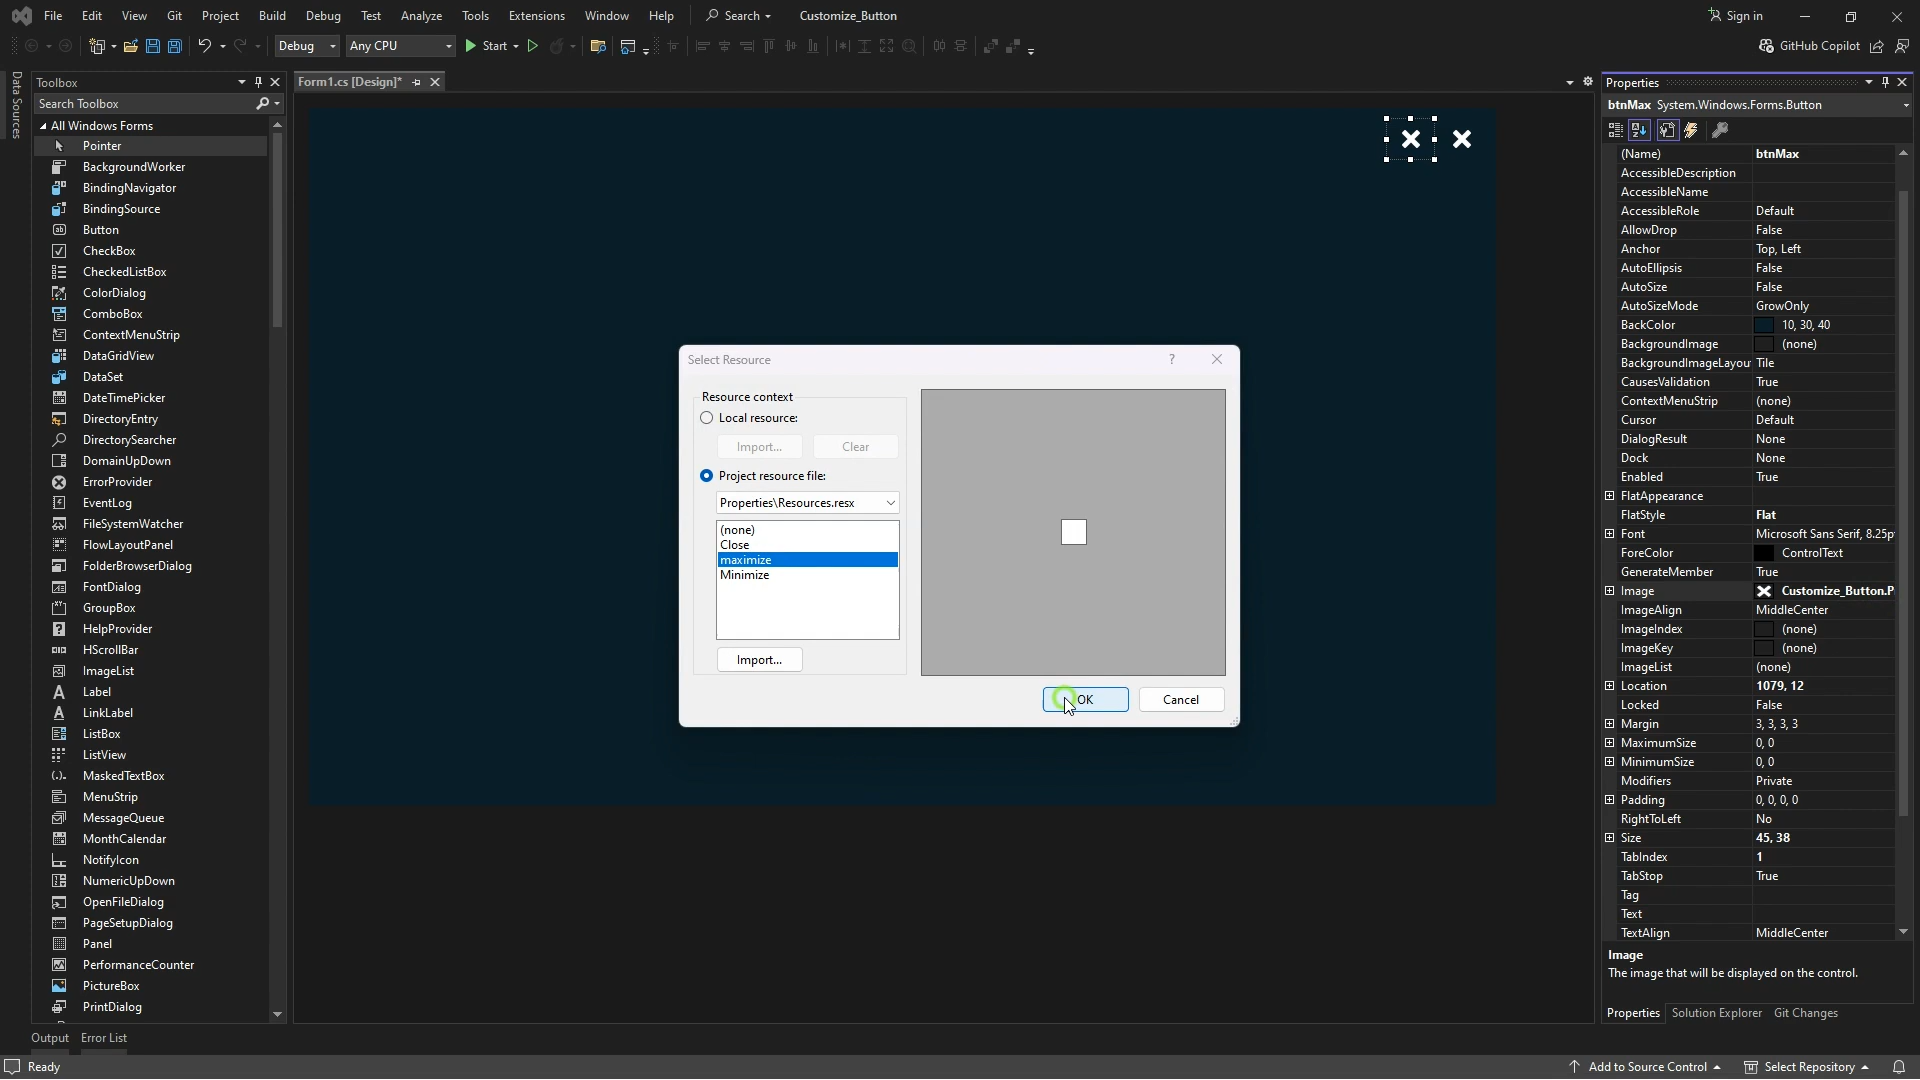 File Edit View Git Project Build Debug Test Analyze Tools Extensions Window Help Search Customize_Button Sign in
Debug Any CPU Start GitHub Copilot
Data Sources
Toolbox
Search Toolbox
All Windows Forms
Pointer
BackgroundWorker
BindingNavigator
BindingSource
Button
CheckBox
CheckedListBox
ColorDialog
ComboBox
ContextMenuStrip
DataGridView
DataSet
DateTimePicker
DirectoryEntry
DirectorySearcher
DomainUpDown
ErrorProvider
EventLog
FileSystemWatcher
FlowLayoutPanel
FolderBrowserDialog
FontDialog
GroupBox
HelpProvider
HScrollBar
ImageList
Label
LinkLabel
ListBox
ListView
MaskedTextBox
MenuStrip
MessageQueue
MonthCalendar
NotifyIcon
NumericUpDown
OpenFileDialog
PageSetupDialog
Panel
PerformanceCounter
PictureBox
PrintDialog
Form1.cs [Design]*
Select Resource ?
Resource context
Local resource:
Import... Clear
Project resource file:
Properties\Resources.resx
(none)
Close
maximize
Minimize
Import...
OK Cancel
Properties
btnMax System.Windows.Forms.Button
(Name) btnMax
AccessibleDescription
AccessibleName
AccessibleRole Default
AllowDrop False
Anchor Top, Left
AutoEllipsis False
AutoSize False
AutoSizeMode GrowOnly
BackColor 10, 30, 40
BackgroundImage (none)
BackgroundImageLayou Tile
CausesValidation True
ContextMenuStrip (none)
Cursor Default
DialogResult None
Dock None
Enabled True
FlatAppearance
FlatStyle Flat
Font Microsoft Sans Serif, 8.25p
ForeColor ControlText
GenerateMember True
Image Customize_Button.P
ImageAlign MiddleCenter
ImageIndex (none)
ImageKey (none)
ImageList (none)
Location 1079, 12
Locked False
Margin 3, 3, 3, 3
MaximumSize 0, 0
MinimumSize 0, 0
Modifiers Private
Padding 0, 0, 0, 0
RightToLeft No
Size 45, 38
TabIndex 1
TabStop True
Tag
Text
TextAlign MiddleCenter
Image
The image that will be displayed on the control.
Properties Solution Explorer Git Changes
Output Error List
Ready Add to Source Control Select Repository